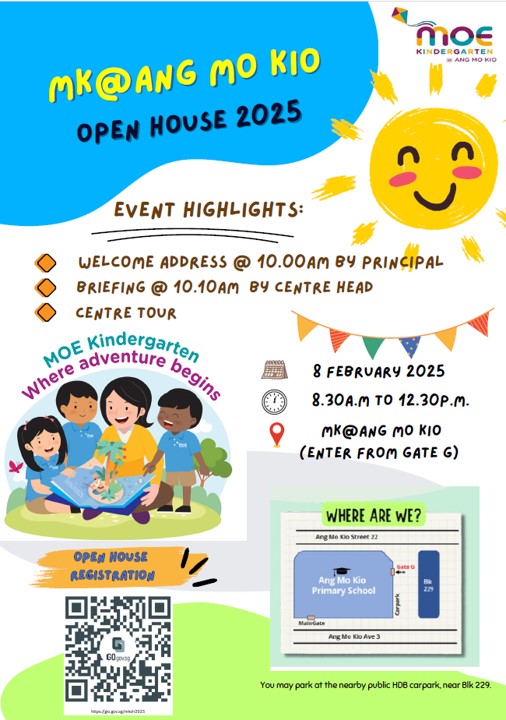 MOE
KINDERGARTEN
@ ANG MO KIO
MK@ANG MO KIO
OPEN HOUSE 2025
EVENT HIGHLIGHTS:
WELCOME ADDRESS @ 10.00AM BY PRINCIPAL
BRIEFING @ 10.10AM BY CENTRE HEAD
CENTRE TOUR
MOE Kindergarten
Where adventure begins
8 FEBRUARY 2025
8.30A.M TO 12.30P.M.
MK@ANG MO KIO
(ENTER FROM GATE G)
WHERE ARE WE?
Ang Mo Kio Street 22
Ang Mo Kio
Primary School
Gate G
Carpark
Blk
229
MainGate
Ang Mo Kio Ave 3
OPEN HOUSE
REGISTRATION
GOgovsg
You may park at the nearby public HDB carpark, near Blk 229.